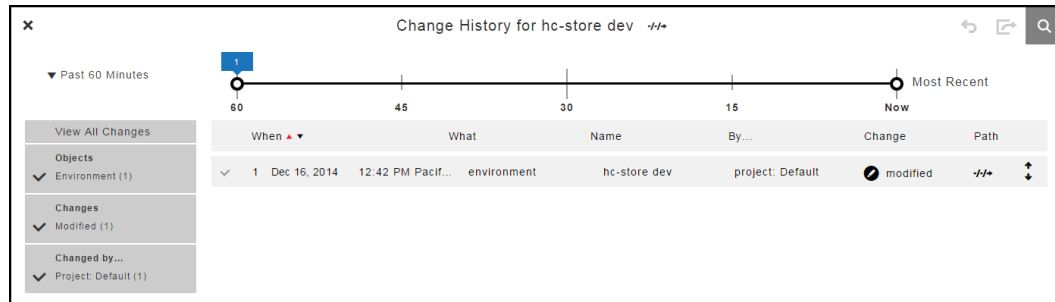 Change History for hc-store dev
Past 60 Minutes
1
Most Recent
60 45 30 15 Now
View All Changes
When What Name By... Change Path
Objects
Environment (1)
1 Dec 16, 2014 12:42 PM Pacif... environment hc-store dev project: Default modified
Changes
Modified (1)
Changed by...
Project: Default (1)